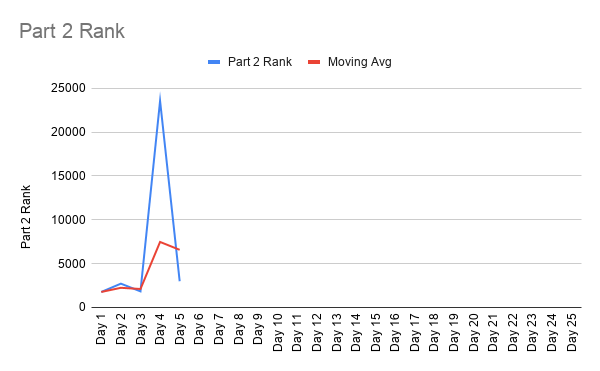 Part 2 Rank
Part 2 Rank Moving Avg
25000
20000
15000
10000
5000
0
Part 2 Rank
Day 1
Day 2
Day 3
Day 4
Day 5
Day 6
Day 7
Day 8
Day 9
Day 10
Day 11
Day 12
Day 13
Day 14
Day 15
Day 16
Day 17
Day 18
Day 19
Day 20
Day 21
Day 22
Day 23
Day 24
Day 25